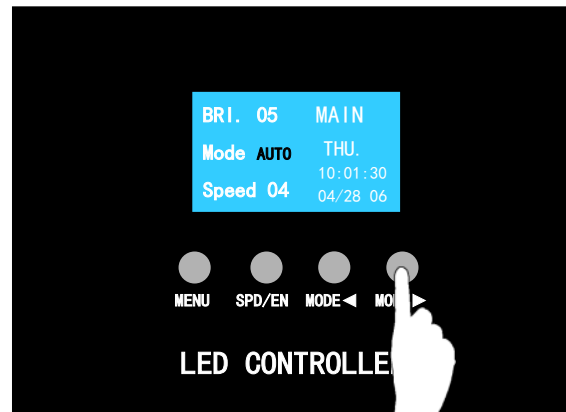 BRI. 05 MAIN
Mode AUTO THU.
10:01:30
Speed 04 04/28 06
MENU SPD/EN MODE◀ MO ▶
LED CONTROLLE